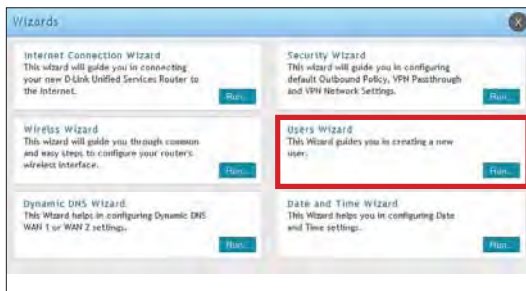 Wizards
X
Internet Connection Wizard
This wizard will guide you in connecting
your new D-Link Unified Services Router to
the Internet.
Run...
Security Wizard
This wizard will guide you in configuring
default Outbound Policy, VPN Passthrough
and VPN Network Settings.
Run...
Wirelss Wizard
This wizard will guide you through common
and easy steps to configure your router's
wireless interface.
Run...
Users Wizard
This Wizard guides you in creating a new
user.
Run...
Dynamic DNS Wizard
This Wizard helps in configuring Dynamic DNS
WAN 1 or WAN 2 settings.
Run...
Date and Time Wizard
This Wizard helps you in configuring Date
and Time settings.
Run...